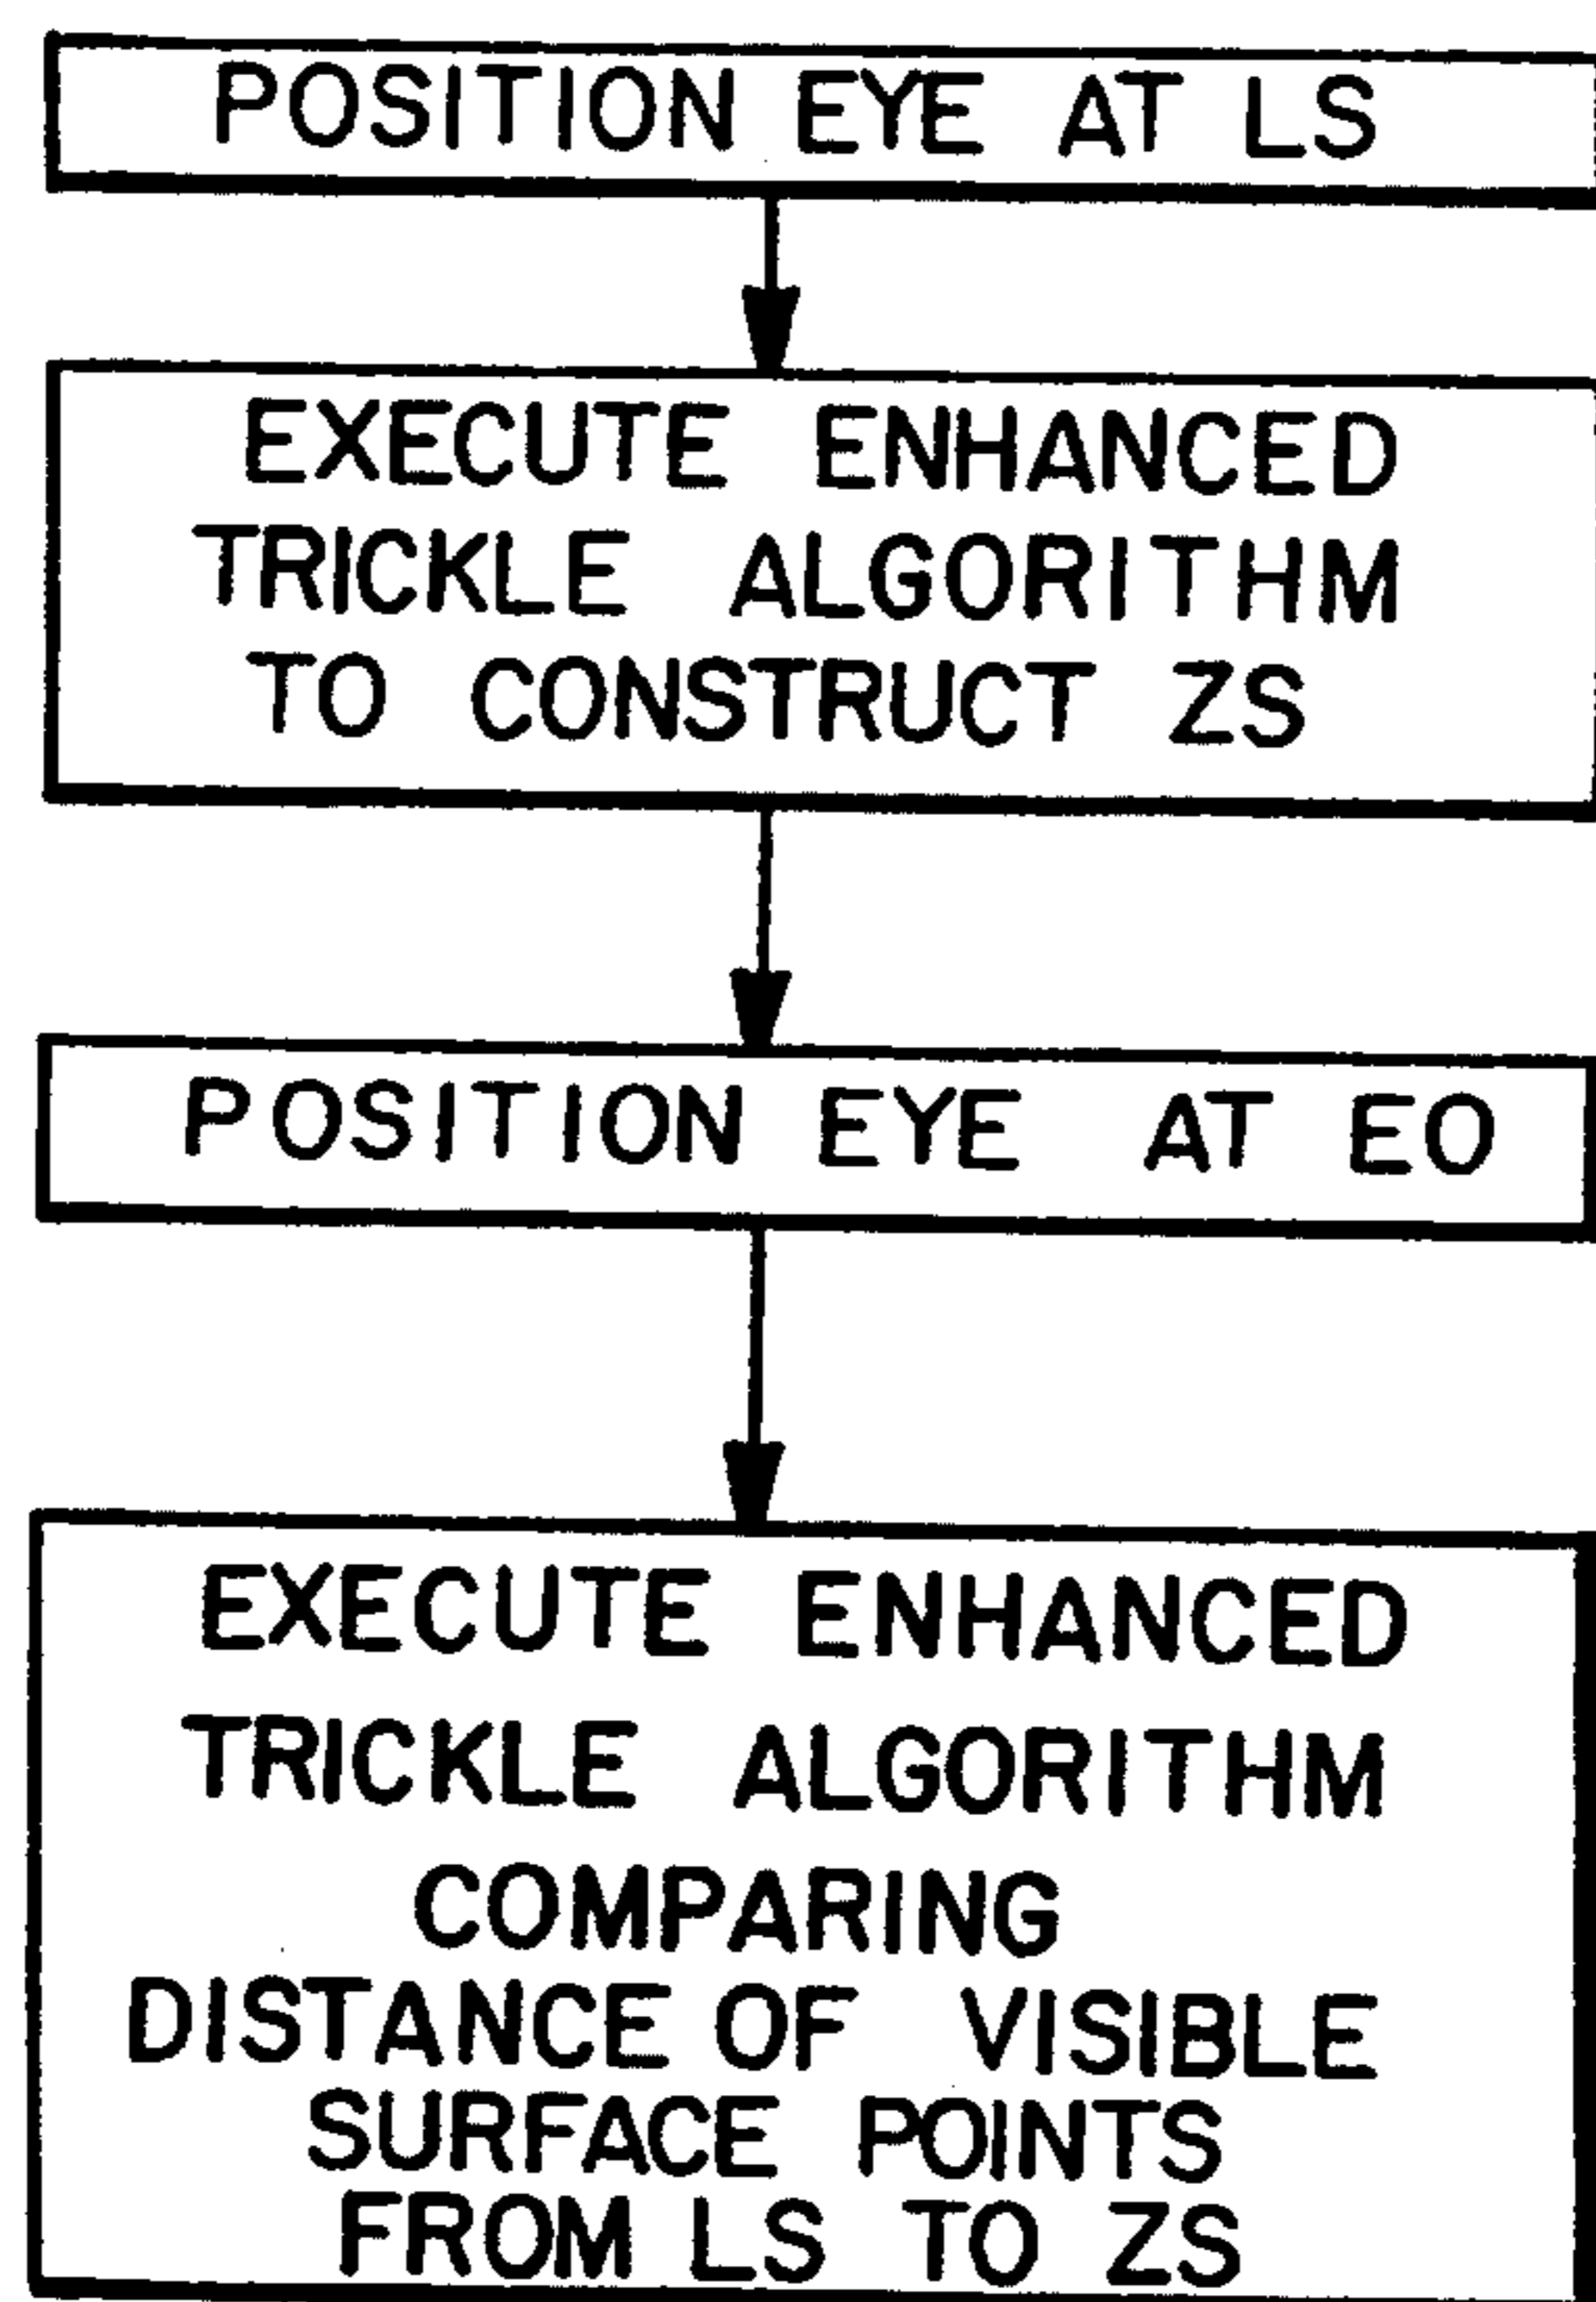 POSITION EYE AT LS
EXECUTE ENHANCED
TRICKLE ALGORITHM
TO CONSTRUCT ZS
POSITION EYE AT EO
EXECUTE ENHANCED
TRICKLE ALGORITHM
COMPARING
DISTANCE OF VISIBLE
SURFACE POINTS
FROM LS TO ZS